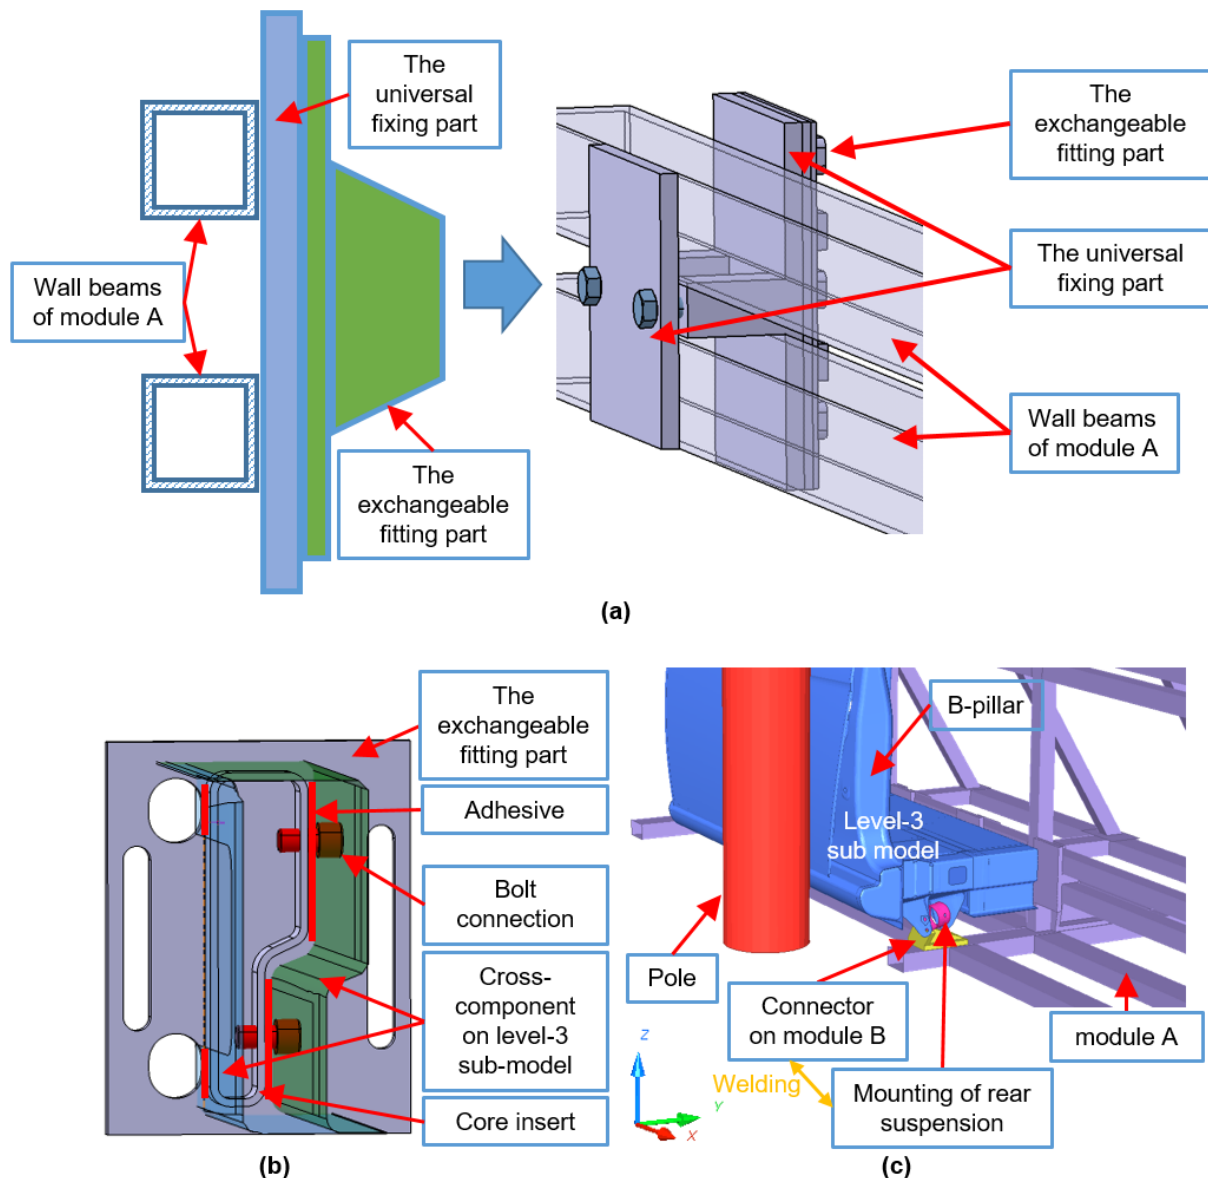 The
universal
fixing part
Wall beams
of module A
The
exchangeable
fitting part
The
exchangeable
fitting part
The universal
fixing part
Wall beams
of module A
(a)
The
exchangeable
fitting part
Adhesive
Bolt
connection
Cross-
component
on level-3
sub-model
Core insert
(b)
B-pillar
Level-3
sub model
Pole
Connector
on module B
module A
Welding
Mounting of rear
suspension
Z
Y
X
(c)